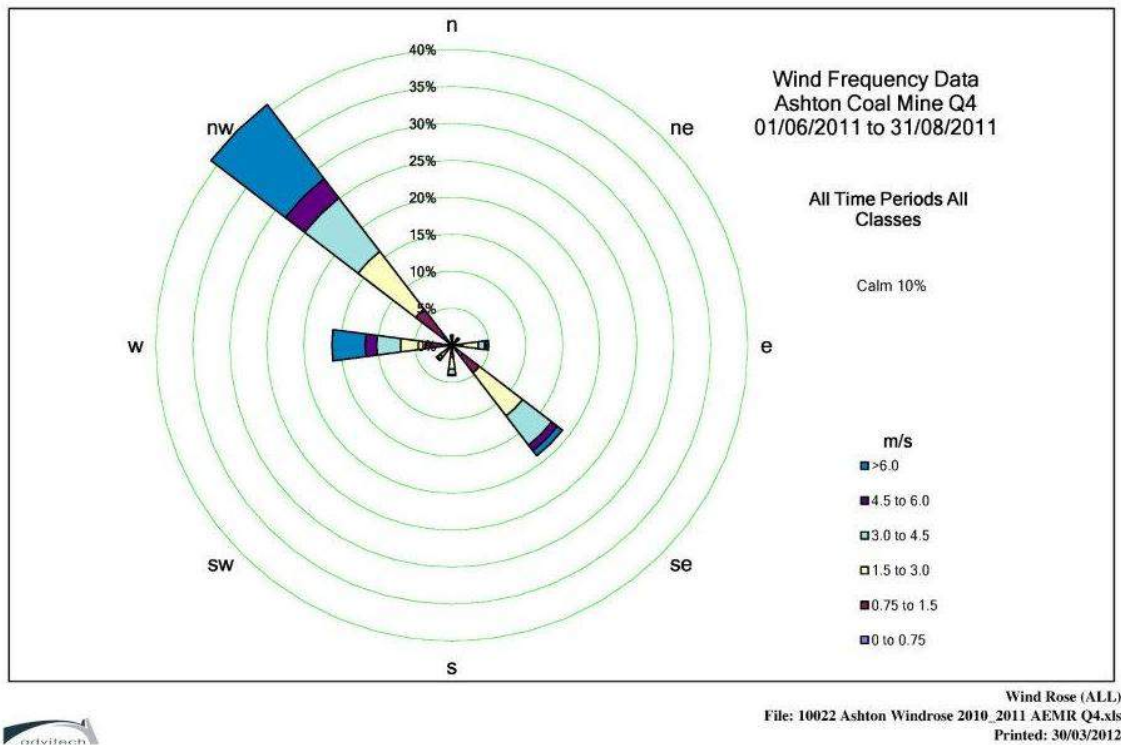 n
40%
35%
30%
25%
20%
15%
10%
5%
0%
nw
ne
w
e
sw
se
s
Wind Frequency Data
Ashton Coal Mine Q4
01/06/2011 to 31/08/2011
All Time Periods All
Classes
Calm 10%
m/s
>6.0
4.5 to 6.0
3.0 to 4.5
1.5 to 3.0
0.75 to 1.5
0 to 0.75
Wind Rose (ALL)
File: 10022 Ashton Windrose 2010_2011 AEMR Q4.xls
Printed: 30/03/2012
advitech